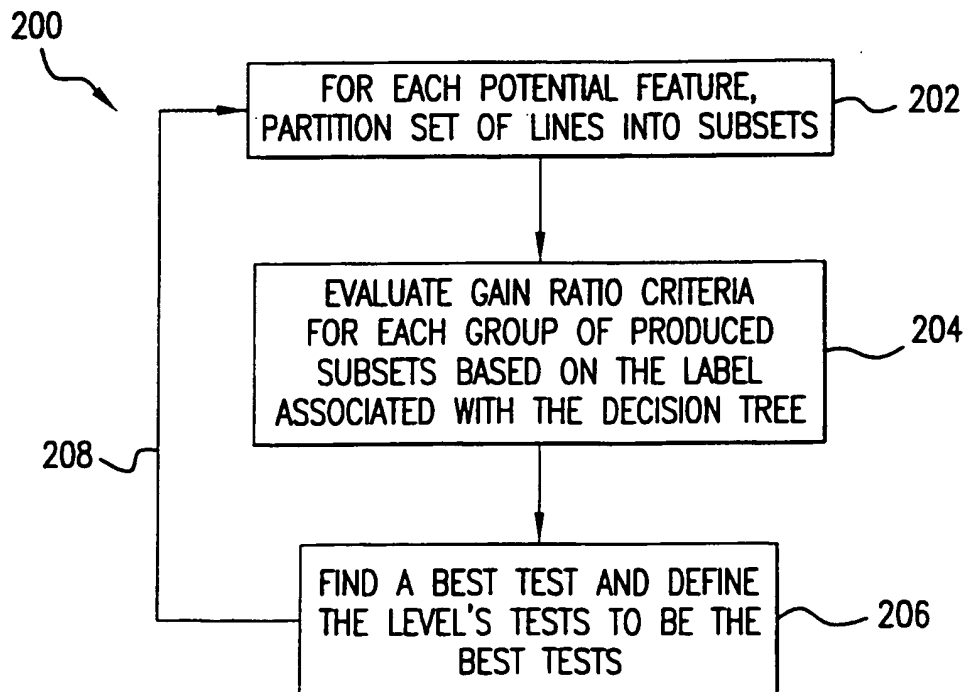 200
FOR EACH POTENTIAL FEATURE,
PARTITION SET OF LINES INTO SUBSETS
202
EVALUATE GAIN RATIO CRITERIA
FOR EACH GROUP OF PRODUCED
SUBSETS BASED ON THE LABEL
ASSOCIATED WITH THE DECISION TREE
204
208
FIND A BEST TEST AND DEFINE
THE LEVEL'S TESTS TO BE THE
BEST TESTS
206